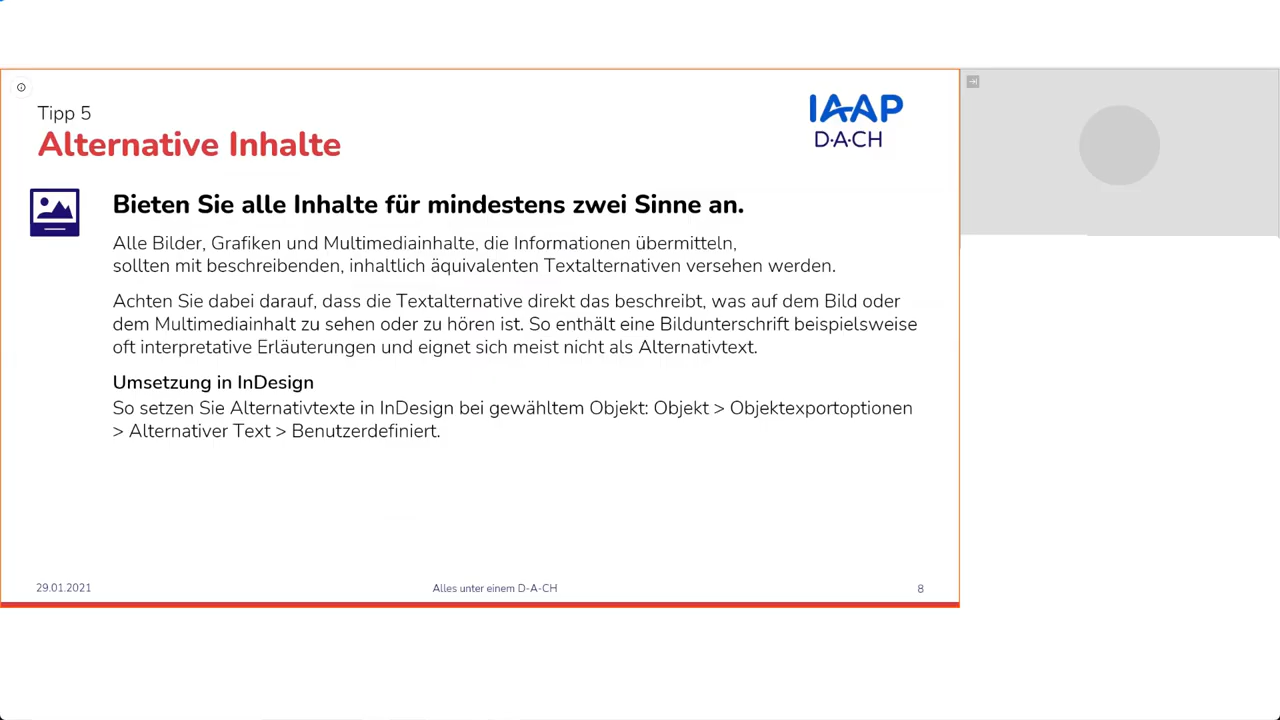 Tipp 5
Alternative Inhalte
IAAP
D·A·CH
Bieten Sie alle Inhalte für mindestens zwei Sinne an.
Alle Bilder, Grafiken und Multimediainhalte, die Informationen übermitteln,
sollten mit beschreibenden, inhaltlich äquivalenten Textalternativen versehen werden.
Achten Sie dabei darauf, dass die Textalternative direkt das beschreibt, was auf dem Bild oder
dem Multimediainhalt zu sehen oder zu hören ist. So enthält eine Bildunterschrift beispielsweise
oft interpretative Erläuterungen und eignet sich meist nicht als Alternativtext.
Umsetzung in InDesign
So setzen Sie Alternativtexte in InDesign bei gewähltem Objekt: Objekt > Objektexportoptionen
> Alternativer Text > Benutzerdefiniert.
29.01.2021
Alles unter einem D-A-CH
8